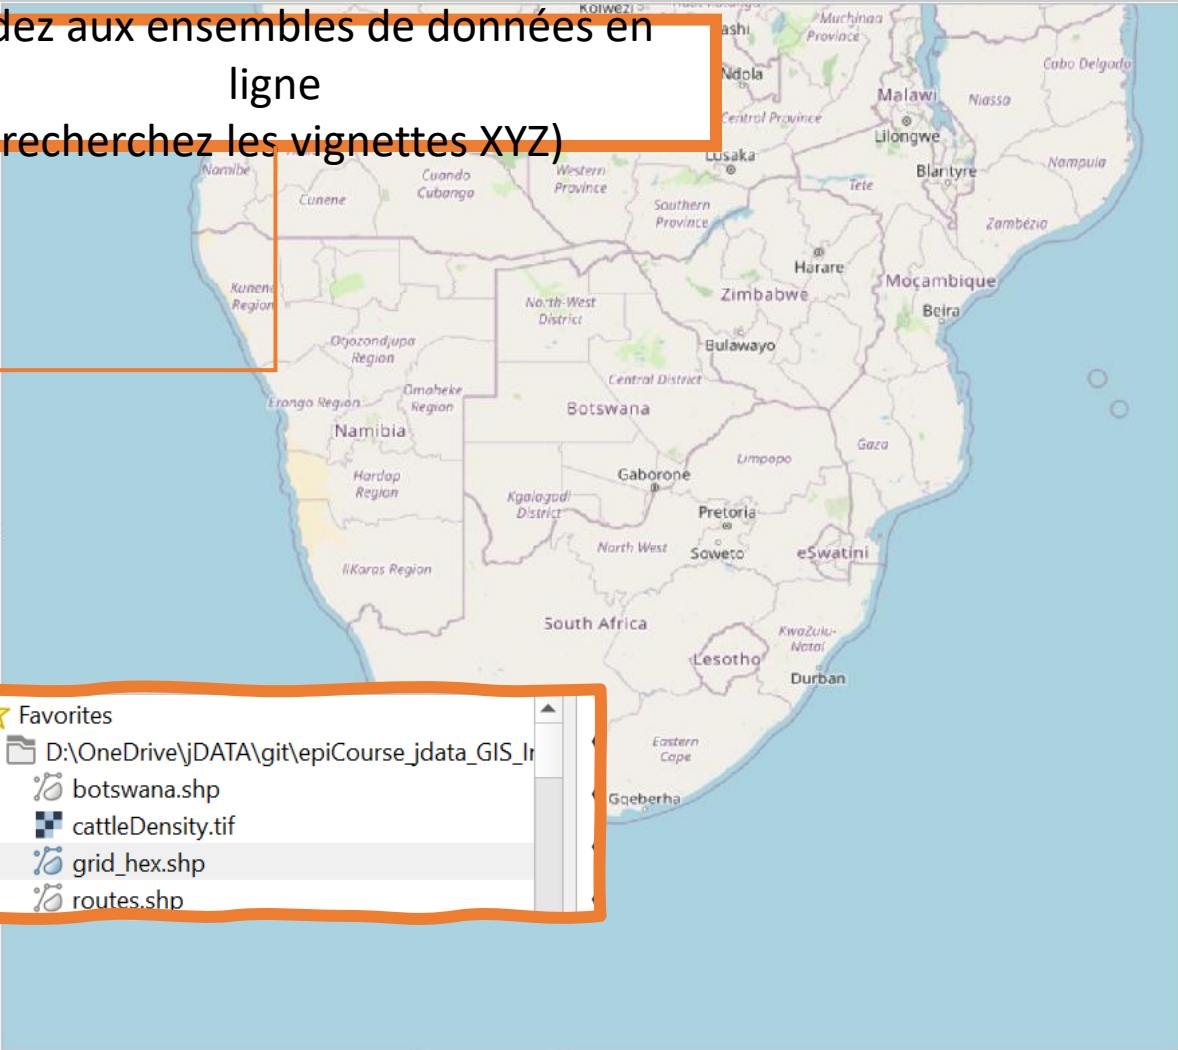 dez aux ensembles de données en
ligne
recherchez les vignettes XYZ)
Kolwezi
ashi
Muchinga
Province
Ndola
Cabo Delgado
Malawi
Niassa
Central Province
Lilongwe
Lusaka
Blantyre
Nampula
Namibe
Cuando
Cubango
Western
Province
Tete
Cunene
Southern
Province
Zambézia
Harare
Moçambique
Kunene
Region
North-West
District
Zimbabwe
Beira
Otjozondjupa
Region
Bulawayo
Central District
Omaheke
Region
Erongo Region
Botswana
Namibia
Gaza
Limpopo
Hardap
Region
Gaborone
Kgalagadi
District
Pretoria
North West
Soweto
eSwatini
ǁKaras Region
South Africa
KwaZulu-
Natal
Lesotho
Durban
Favorites
D:\OneDrive\jDATA\git\epiCourse_jdata_GIS_Ir
botswana.shp
cattleDensity.tif
grid_hex.shp
routes.shp
Eastern
Cape
Gqeberha